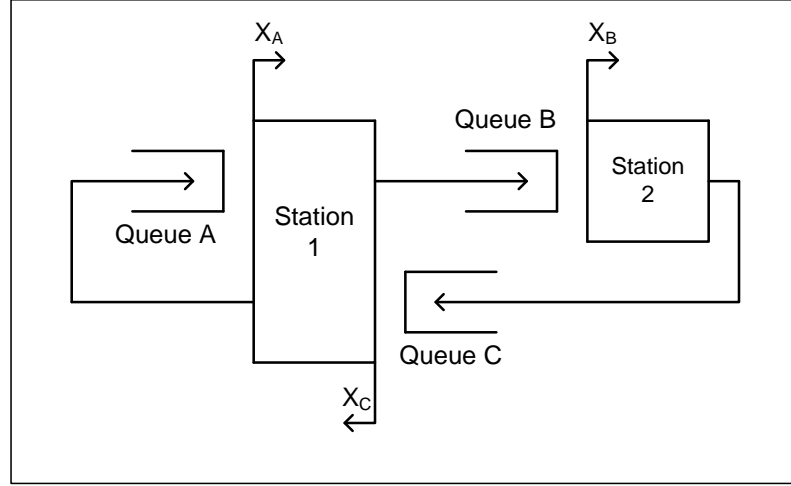 X_A
X_B
Queue B
Station
2
Queue A
Station
1
Queue C
X_C